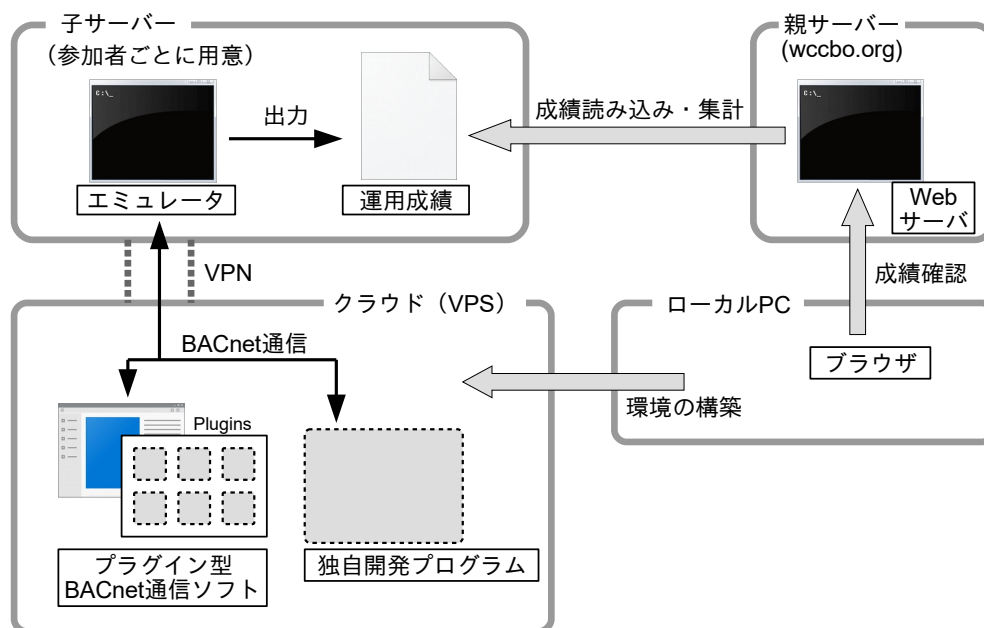 子サーバー
（参加者ごとに用意）
C:\_
出力
エミュレータ
運用成績
成績読み込み・集計
親サーバー
(wccbo.org)
C:\_
Web
サーバ
VPN
成績確認
クラウド（VPS）
ローカルPC
BACnet通信
ブラウザ
環境の構築
Plugins
プラグイン型
BACnet通信ソフト
独自開発プログラム